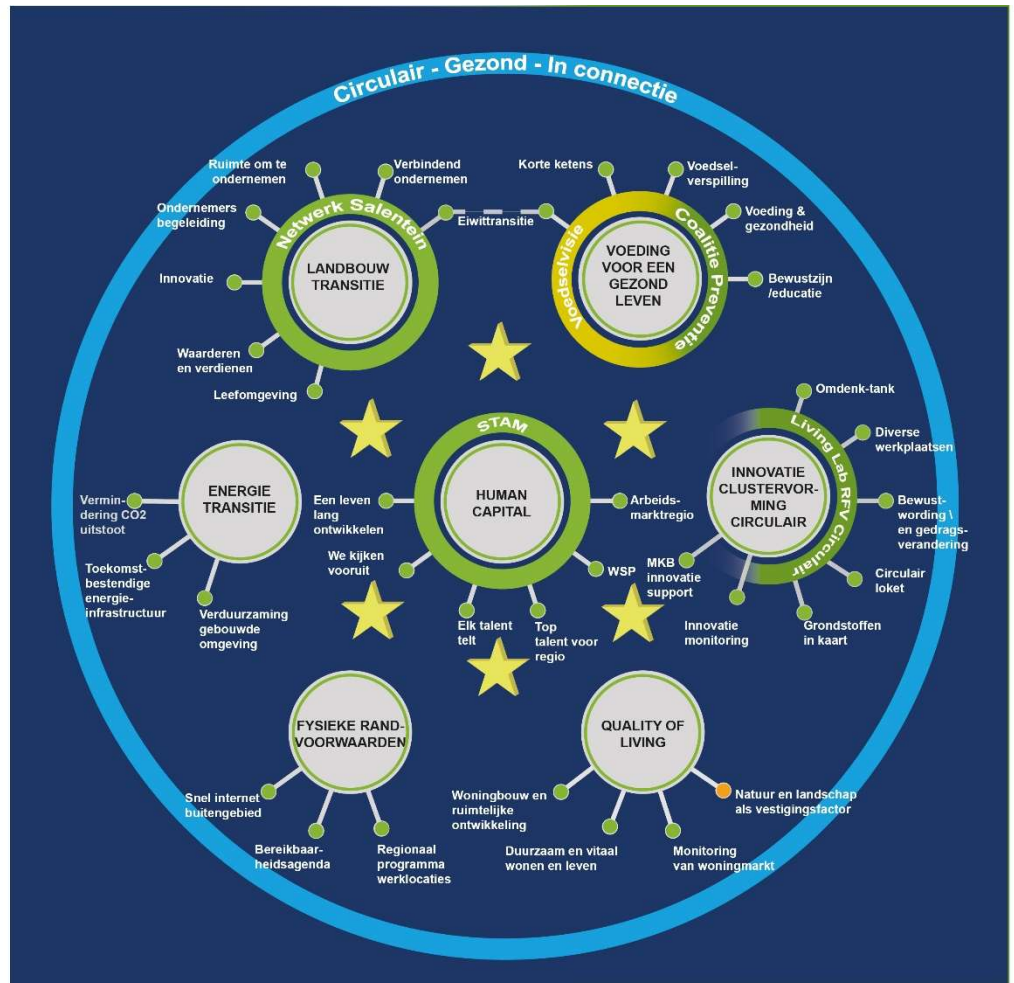 Circulair - Gezond - In connectie
Ruimte om te
ondernemen
Verbindend
ondernemen
Ondernemers
begeleiding
Innovatie
Waarderen
en verdienen
Leefomgeving
Netwerk Salentein
LANDBOUW
TRANSITIE
Eiwittransitie
Korte ketens
Voedsel-
verspilling
Voeding &
gezondheid
Bewustzijn
/educatie
Voedselvisie
Coalitie Preventie
VOEDING
VOOR EEN
GEZOND
LEVEN
ENERGIE
TRANSITIE
Vermin-
dering CO2
uitstoot
Toekomst-
bestendige
energie-
infrastructuur
Verduurzaming
gebouwde
omgeving
STAM
HUMAN
CAPITAL
Een leven
lang
ontwikkelen
We kijken
vooruit
Elk talent
telt
Top
talent voor
regio
WSP
Arbeids-
marktregio
Living Lab RFV Circulair
INNOVATIE
CLUSTERVOR-
MING
CIRCULAIR
Omdenk-tank
Diverse
werkplaatsen
Bewust-
wording \
en gedrags-
verandering
Circulair
loket
Grondstoffen
in kaart
Innovatie
monitoring
MKB
innovatie
support
FYSIEKE RAND-
VOORWAARDEN
Snel internet
buitengebied
Bereikbaar-
heidsagenda
Regionaal
programma
werklocaties
QUALITY OF
LIVING
Woningbouw en
ruimtelijke
ontwikkeling
Duurzaam en vitaal
wonen en leven
Monitoring
van woningmarkt
Natuur en landschap
als vestigingsfactor